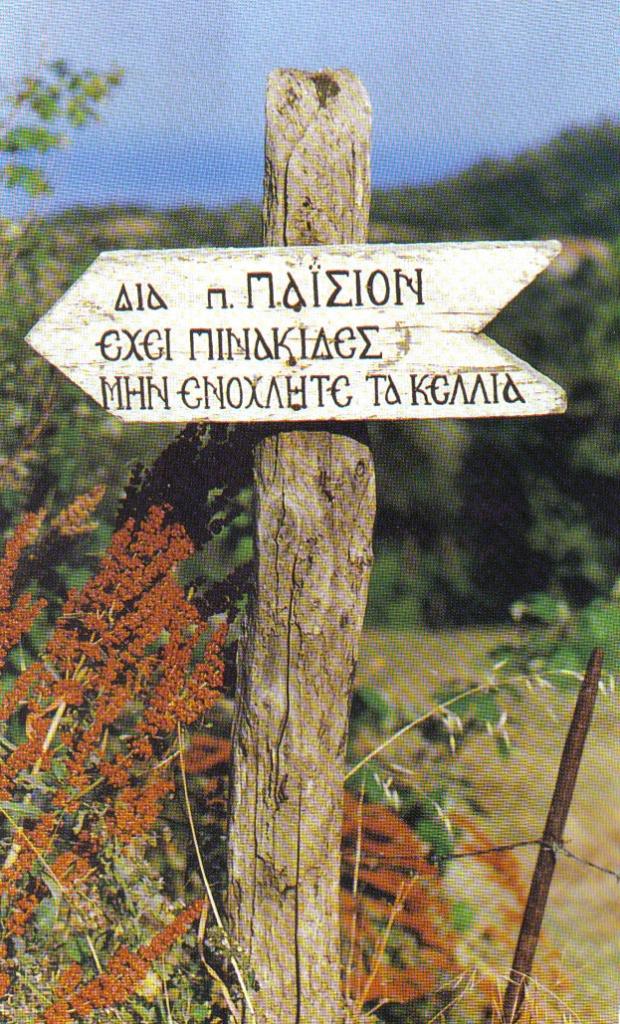 ΔΙΑ π. ΠΑΪΣΙΟΝ
ΕΧΕΙ ΠΙΝΑΚΙΔΕΣ
ΜΗΝ ΕΝΟΧΛΗΤΕ ΤΑ ΚΕΛΛΙΑ